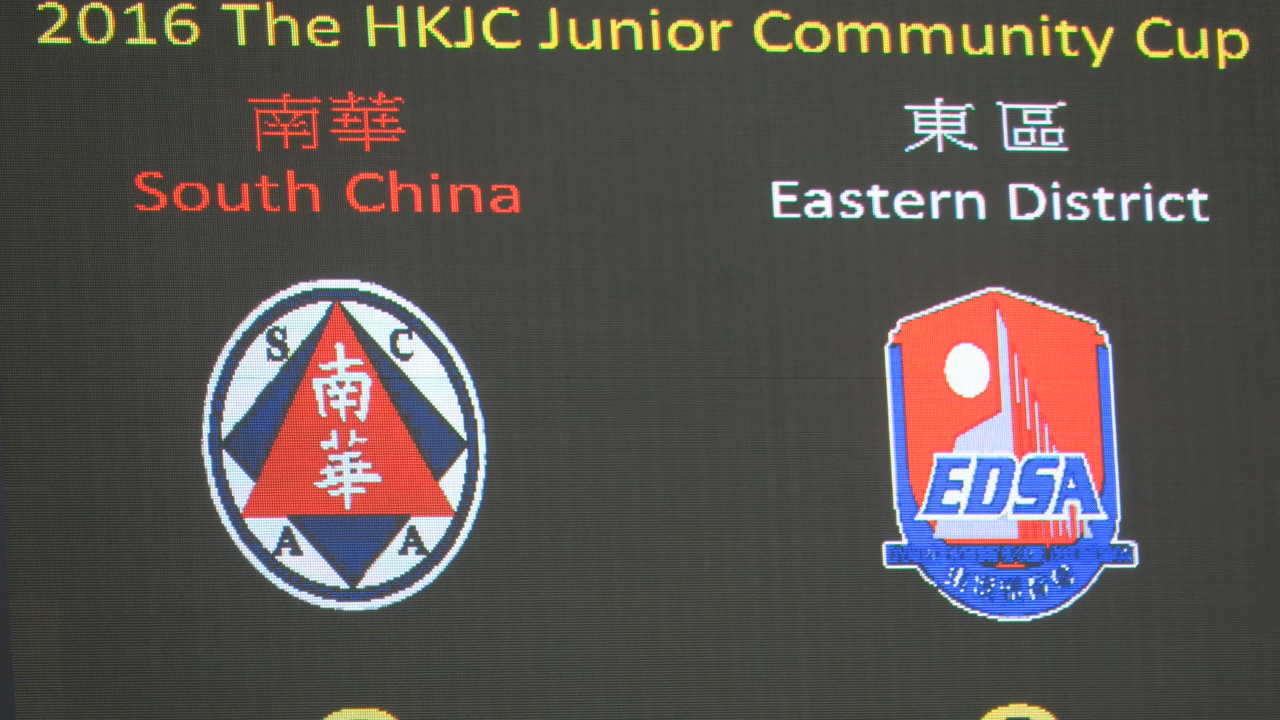 2016 The HKJC Junior Community Cup
南華
東區
South China
Eastern District
S C
南
華
A A
EDSA